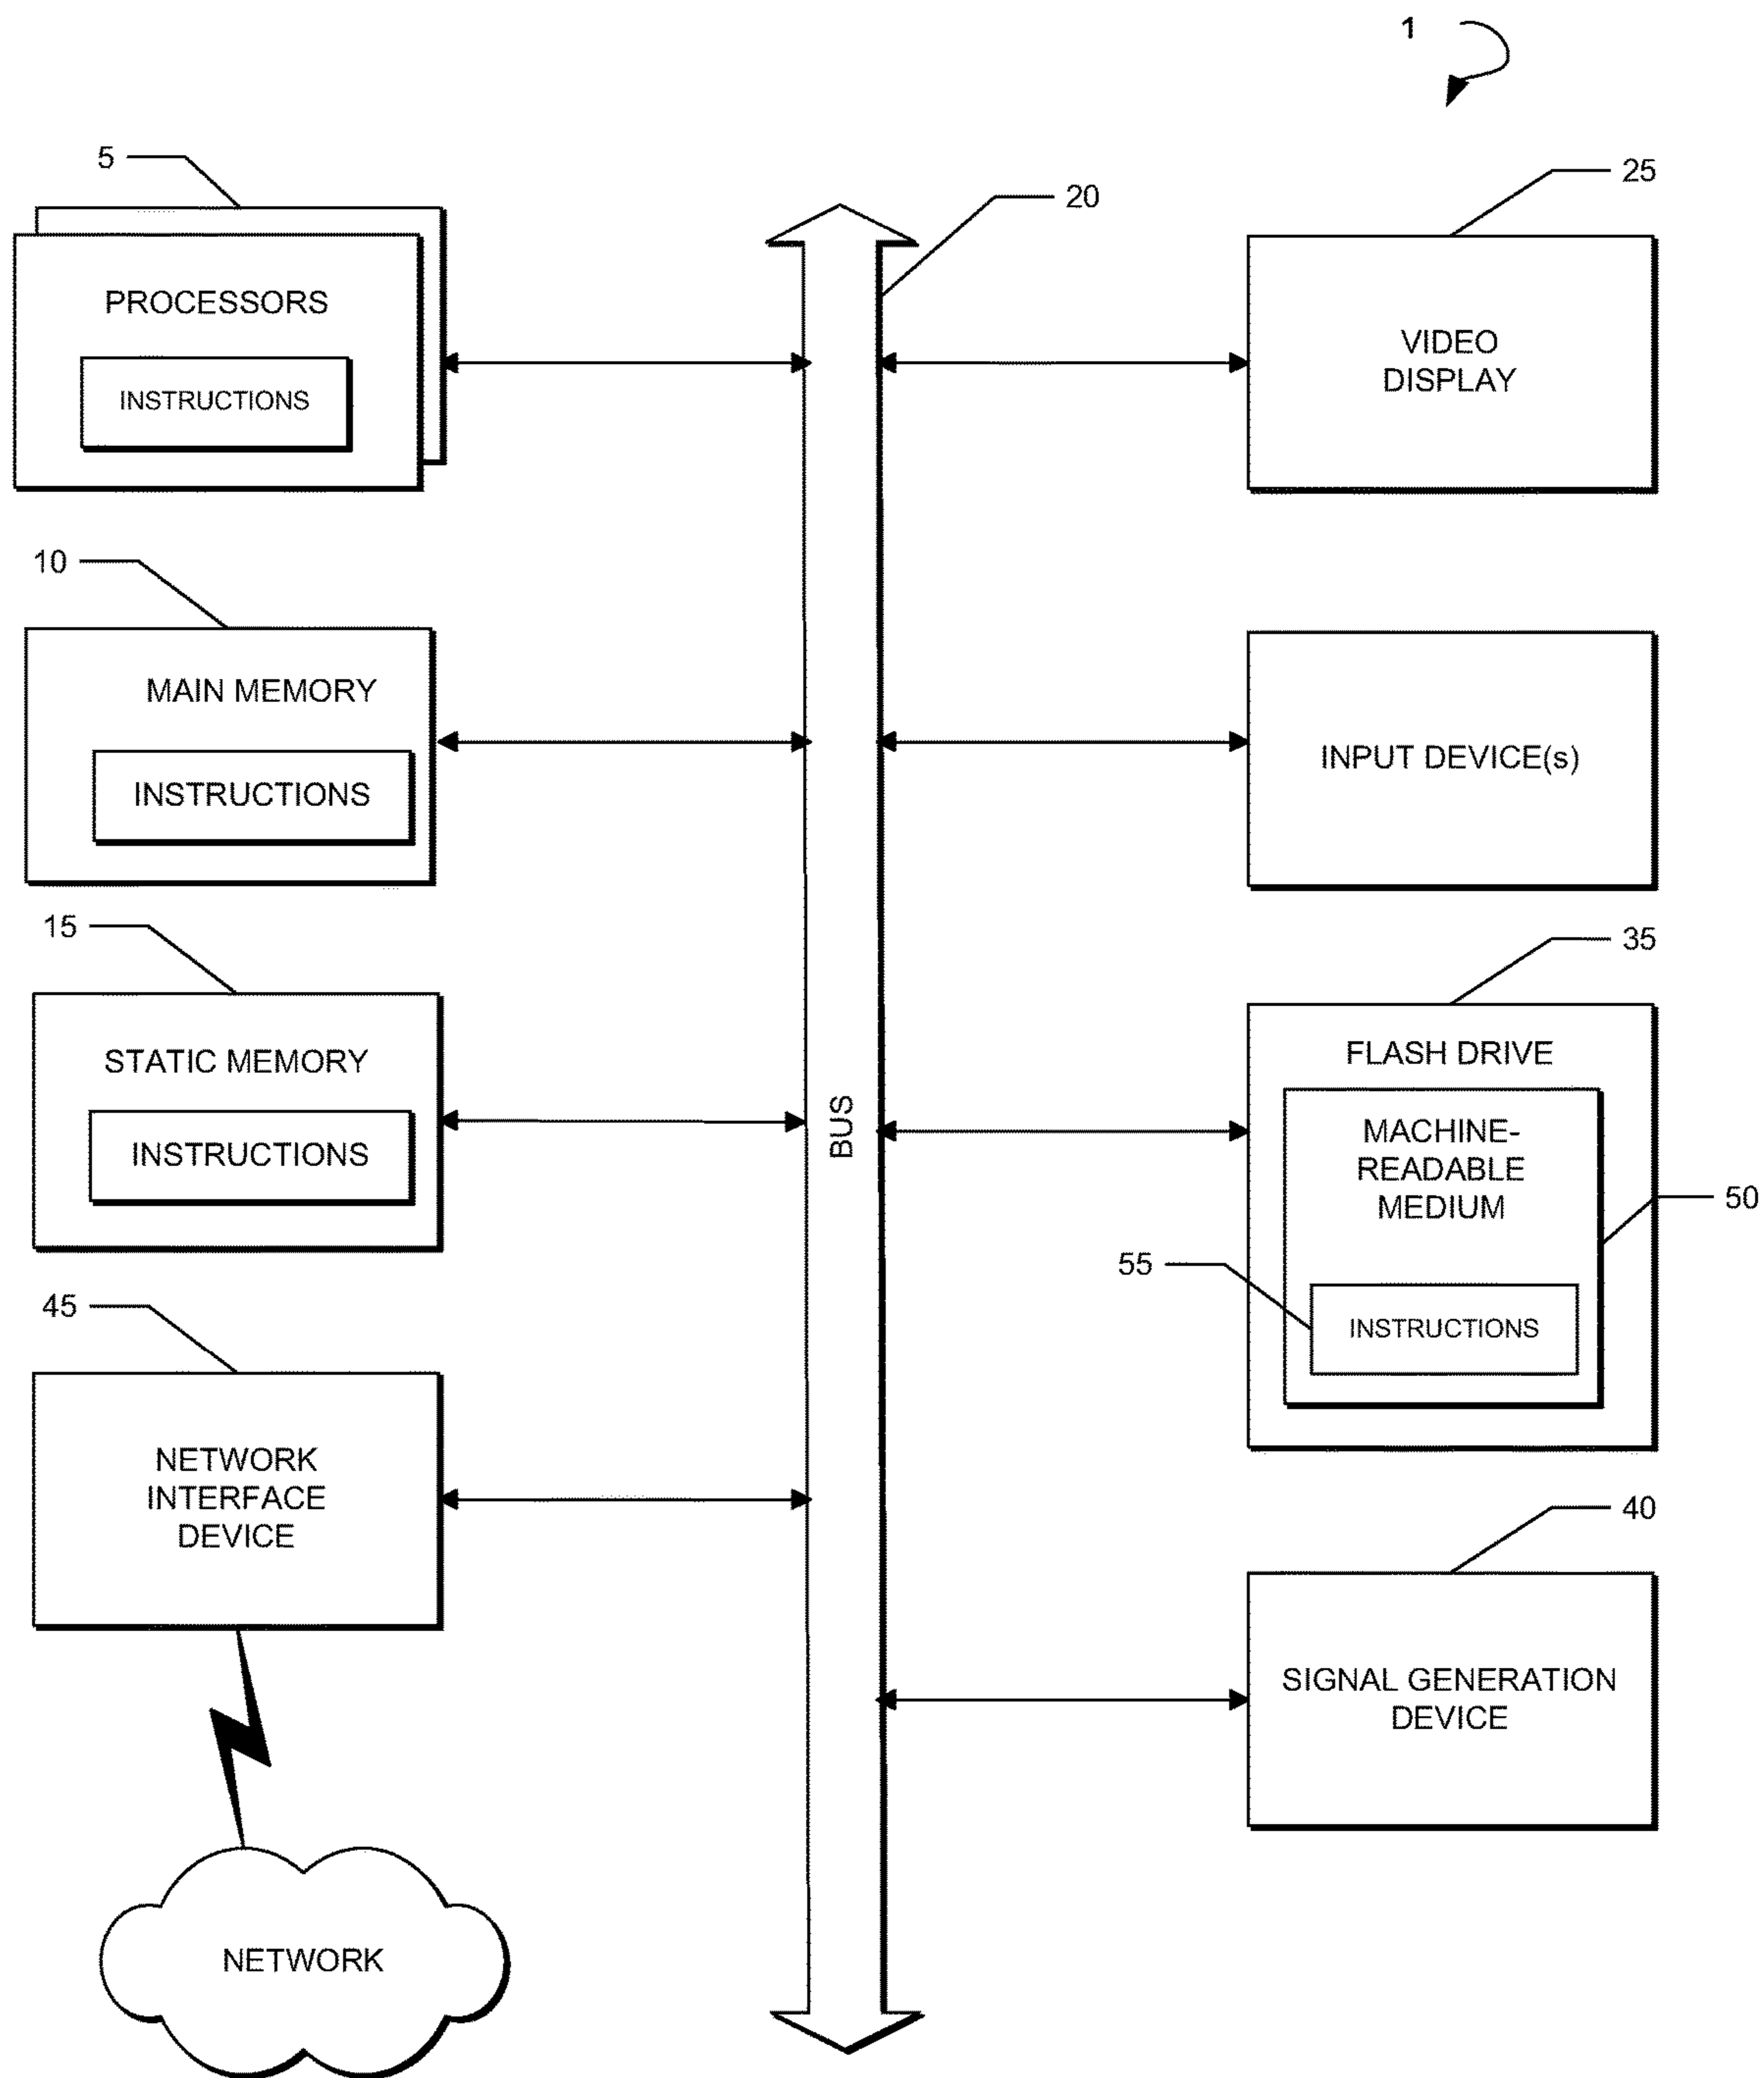 1
5
20
25
PROCESSORS
INSTRUCTIONS
VIDEO
DISPLAY
10
MAIN MEMORY
INSTRUCTIONS
INPUT DEVICE(s)
15
STATIC MEMORY
INSTRUCTIONS
BUS
35
FLASH DRIVE
MACHINE-
READABLE
MEDIUM
50
55
INSTRUCTIONS
45
NETWORK
INTERFACE
DEVICE
40
SIGNAL GENERATION
DEVICE
NETWORK